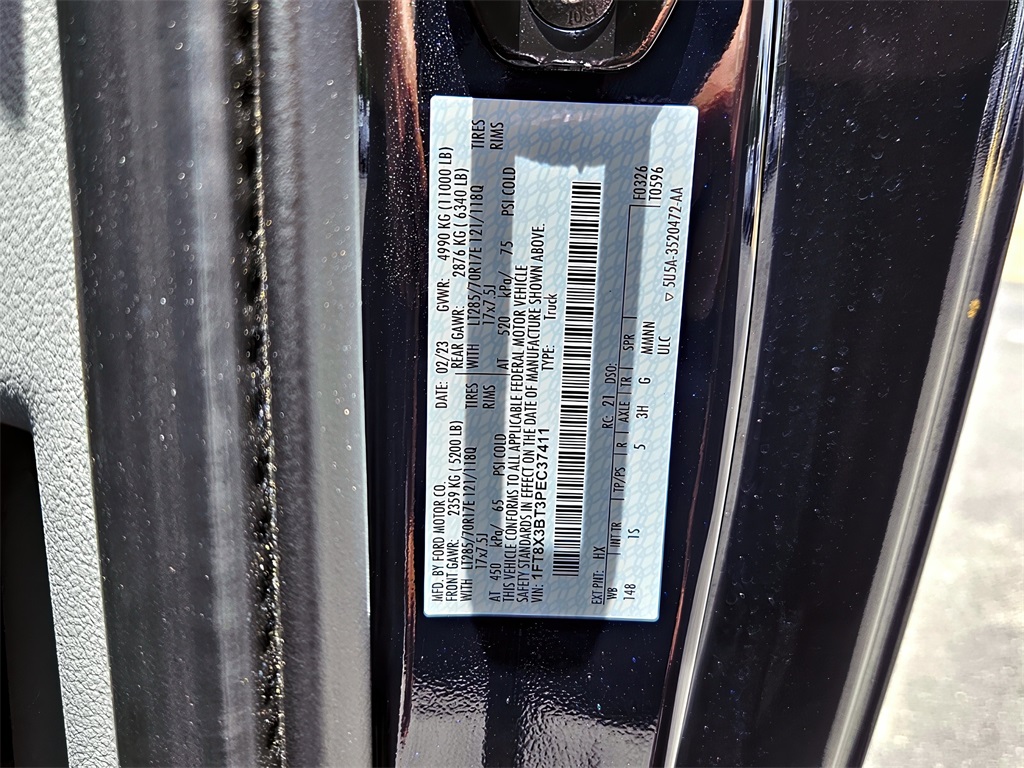 MFD. BY FORD MOTOR CO. DATE: 02/23 GVWR: 4990 KG (11000 LB)
FRONT GAWR: 2359 KG (5200 LB) REAR GAWR: 2876 KG (6340 LB)
WITH LT285/70R17E 121/118Q TIRES WITH LT285/70R17E 121/118Q TIRES
17x7.5J RIMS 17x7.5J RIMS
AT 450 kPa/ 65 PSI COLD AT 520 kPa/ 75 PSI COLD
THIS VEHICLE CONFORMS TO ALL APPLICABLE FEDERAL MOTOR VEHICLE
SAFETY STANDARDS IN EFFECT ON THE DATE OF MANUFACTURE SHOWN ABOVE.
VIN: 1FT8X3BT3PEC37411 TYPE: Truck
EXT PNT: HX RC: 21 DSO: F0326
WB INT TR TP/PS R AXLE TR SPR T0596
148 IS 5 3H G MMNNN
ULC
▽ 5U5A-3520472-AA